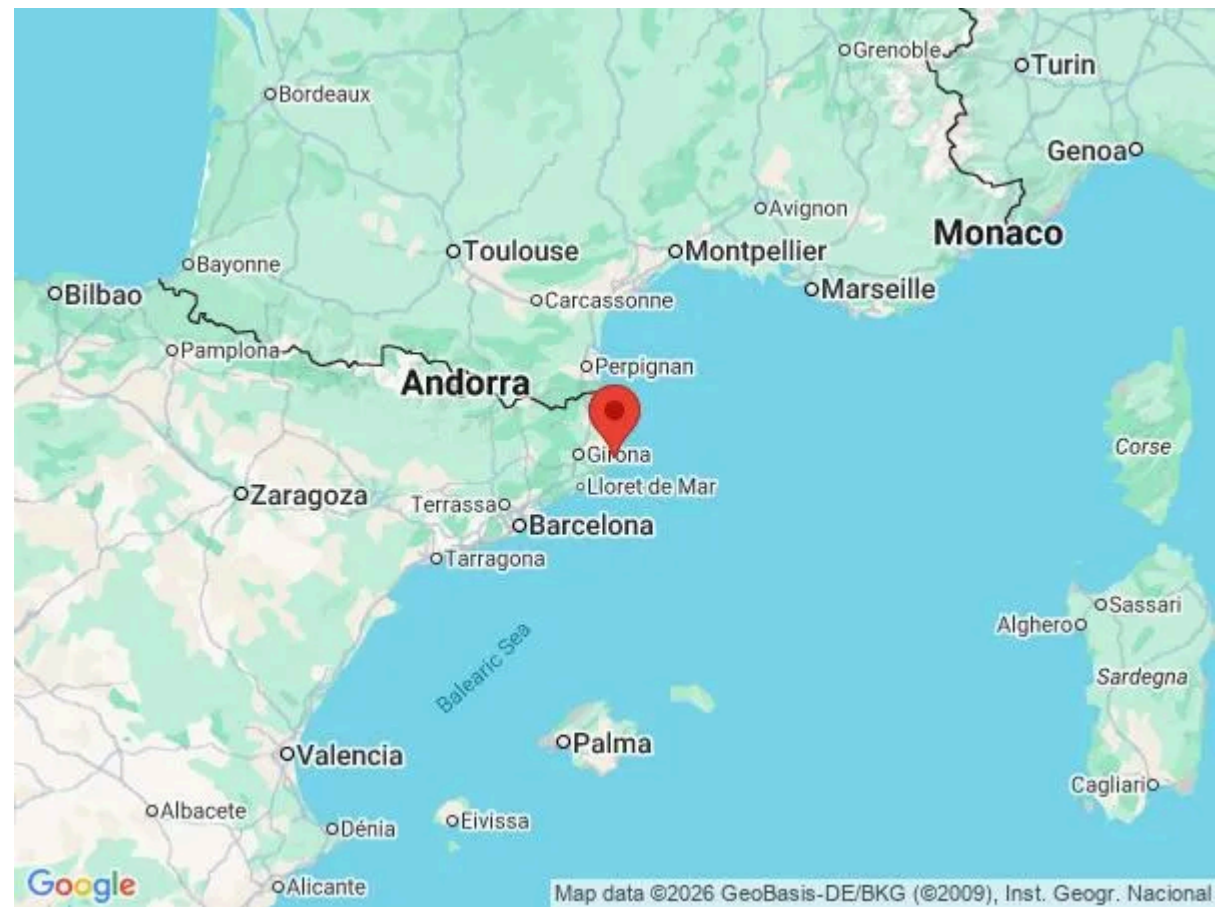 Grenoble
Turin
Bordeaux
Genoa
Avignon
Monaco
Toulouse
Montpellier
Bayonne
Marseille
Bilbao
Carcassonne
Pamplona
Perpignan
Andorra
Corse
Girona
Lloret de Mar
Zaragoza
Terrassa
Barcelona
Tarragona
Sassari
Alghero
Balearic Sea
Sardegna
Palma
Valencia
Cagliari
Albacete
Eivissa
Dénia
Alicante
Google
Map data ©2026 GeoBasis-DE/BKG (©2009), Inst. Geogr. Nacional